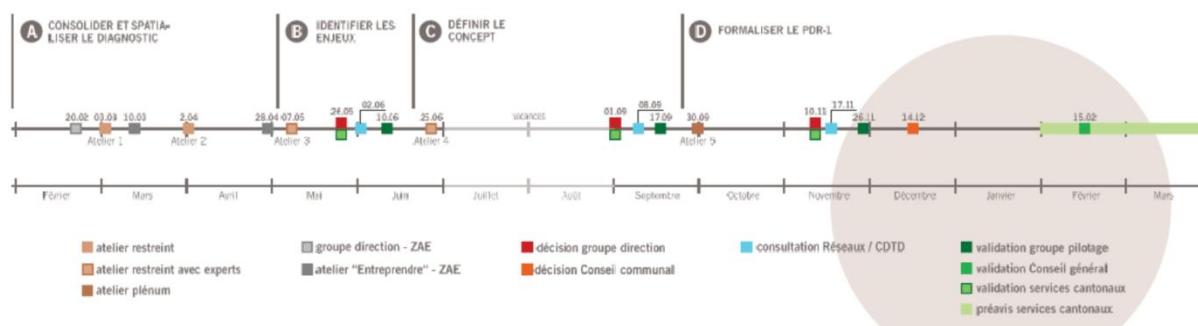 A CONSOLIDER ET SPATIA-
LISER LE DIAGNOSTIC
B IDENTIFIER LES
ENJEUX
C DÉFINIR LE
CONCEPT
D FORMALISER LE PDR-1
20.02 03.03 10.03 2.04 28.04 07.05 26.05 02.06 10.06 25.06 vacances 01.09 08.09 17.09 30.09 10.11 17.11 26.11 14.12 15.02
Atelier 1 Atelier 2 Atelier 3 Atelier 4 Atelier 5
Février Mars Avril Mai Juin Juillet Août Septembre Octobre Novembre Décembre Janvier Février Mars
atelier restreint
atelier restreint avec experts
atelier plénum
groupe direction - ZAE
atelier "Entreprendre" - ZAE
décision groupe direction
décision Conseil communal
consultation Réseaux / CDTD
validation groupe pilotage
validation Conseil général
validation services cantonaux
préavis services cantonaux